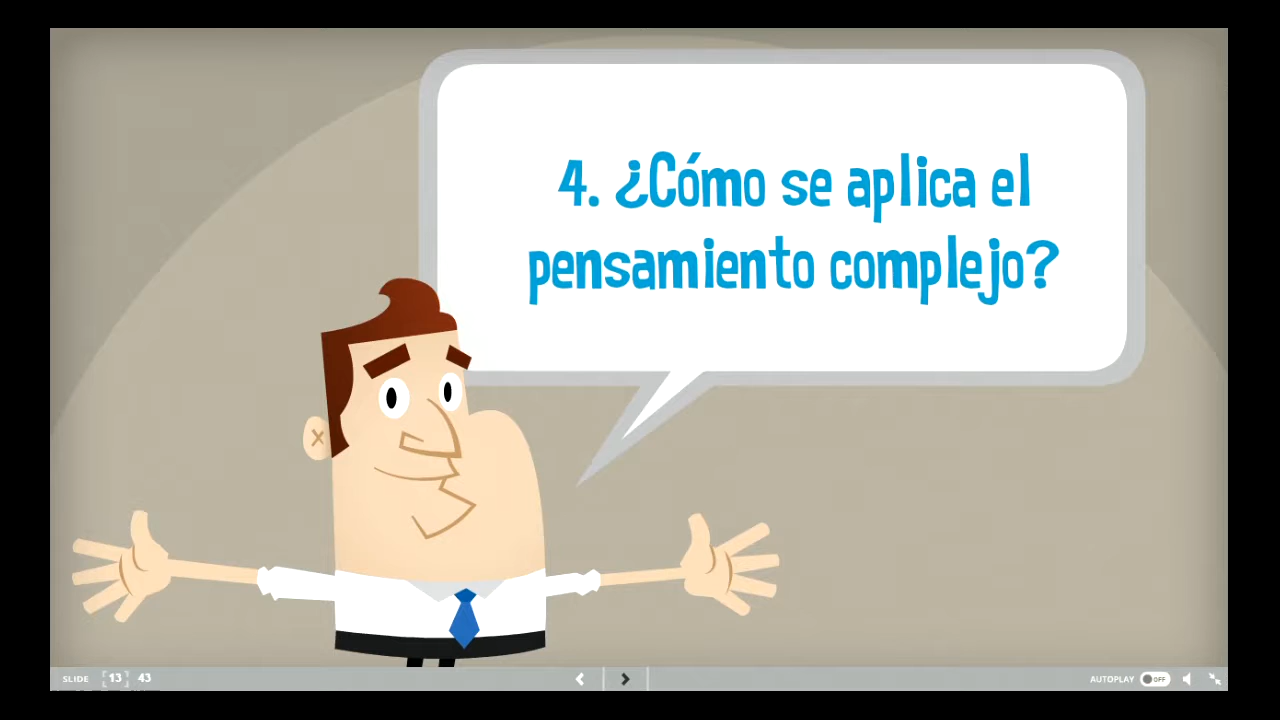 4. ¿Cómo se aplica el
pensamiento complejo?
SLIDE 13 43
AUTOPLAY OFF